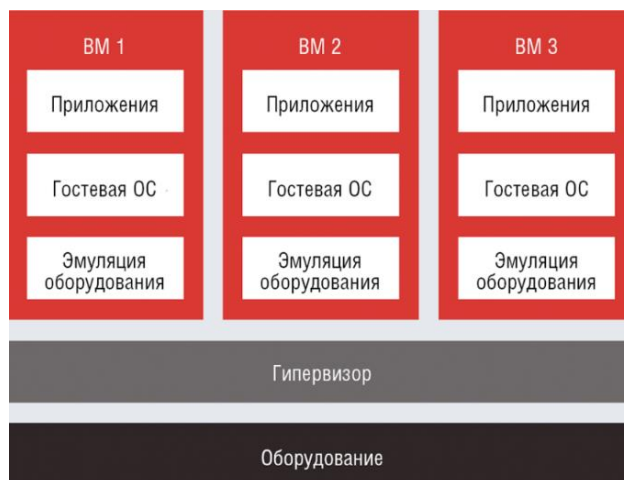 ВМ 1
ВМ 2
ВМ 3
Приложения
Приложения
Приложения
Гостевая ОС
Гостевая ОС
Гостевая ОС
Эмуляция
оборудования
Эмуляция
оборудования
Эмуляция
оборудования
Гипервизор
Оборудование